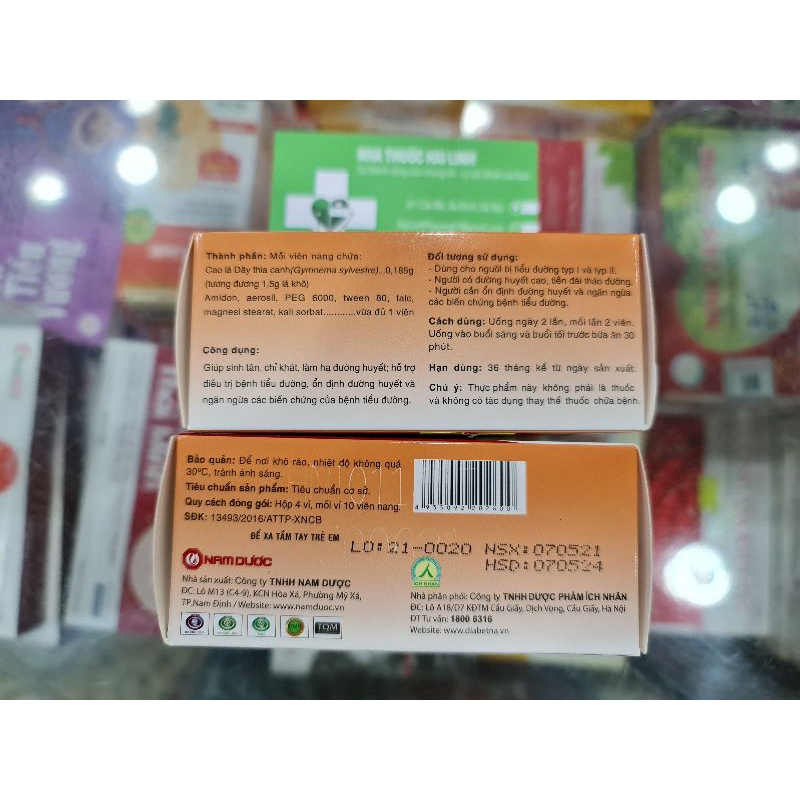 NHÀ THUỐC HẢI LINH
Thành phần: Mỗi viên nang chứa:
Cao lá Dây thìa canh(Gymnema sylvestre)...0,185g
(tương đương 1,5g lá khô)
Amidon, aerosil, PEG 6000, tween 80, talc,
magnesi stearat, kali sorbat............vừa đủ 1 viên
Công dụng:
Giúp sinh tân, chỉ khát, làm hạ đường huyết; hỗ trợ
điều trị bệnh tiểu đường, ổn định đường huyết và
ngăn ngừa các biến chứng của bệnh tiểu đường.
Đối tượng sử dụng:
- Dùng cho người bị tiểu đường typ I và typ II.
- Người có đường huyết cao, tiền đái tháo đường.
- Người cần ổn định đường huyết và ngăn ngừa
các biến chứng bệnh tiểu đường.
Cách dùng: Uống ngày 2 lần, mỗi lần 2 viên.
Uống vào buổi sáng và buổi tối trước bữa ăn 30
phút.
Hạn dùng: 36 tháng kể từ ngày sản xuất.
Chú ý: Thực phẩm này không phải là thuốc
và không có tác dụng thay thế thuốc chữa bệnh.
Bảo quản: Để nơi khô ráo, nhiệt độ không quá
30ºC, tránh ánh sáng.
Tiêu chuẩn sản phẩm: Tiêu chuẩn cơ sở.
Quy cách đóng gói: Hộp 4 vỉ, mỗi vỉ 10 viên nang.
SĐK: 13493/2016/ATTP-XNCB
ĐỂ XA TẦM TAY TRẺ EM
LO:21-0020 NSX:070521
HSD:070524
NAM DƯỢC
Nhà sản xuất: Công ty TNHH NAM DƯỢC
ĐC: Lô M13 (C4-9), KCN Hòa Xá, Phường Mỹ Xá,
TP.Nam Định / Website: www.namduoc.vn
TQM
ÍCH NHÂN
Nhà phân phối: Công ty TNHH DƯỢC PHẨM ÍCH NHÂN
ĐC: Lô A18/D7 KĐTM Cầu Giấy, Dịch Vọng, Cầu Giấy, Hà Nội
ĐT Tư vấn: 1800 6316
Website: www.diabetna.vn